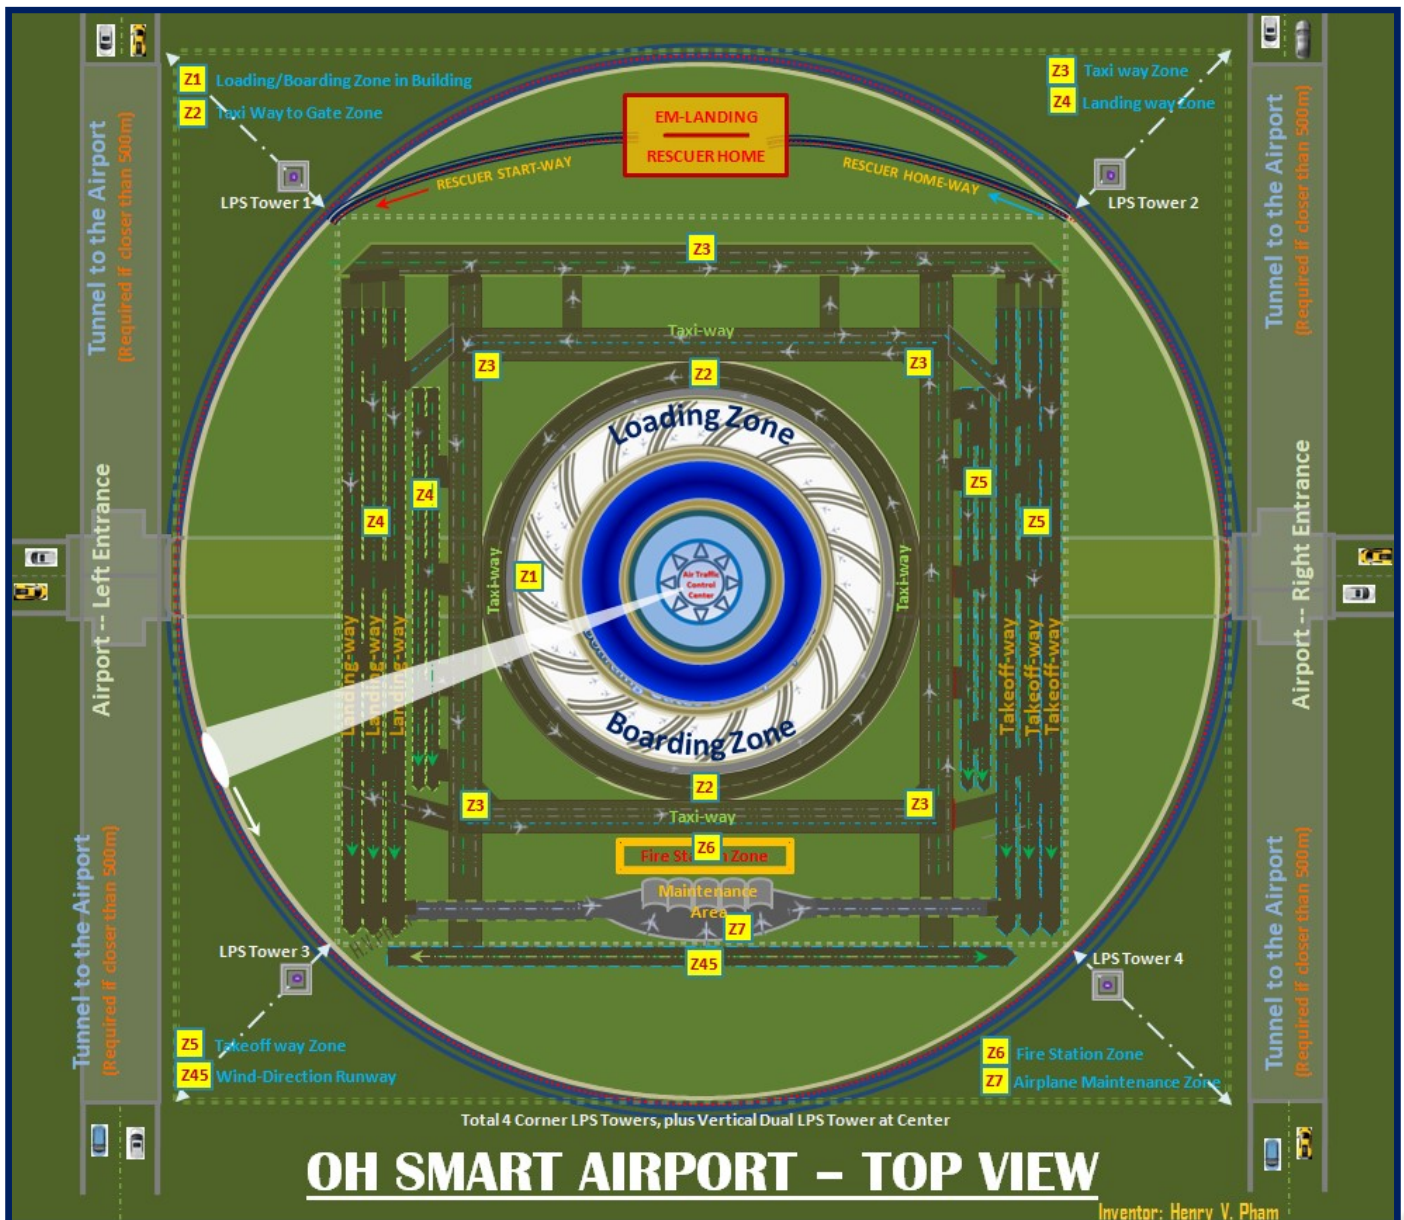 Z1 Loading/Boarding Zone in Building
Z2 Taxi Way to Gate Zone
Z3 Taxi way Zone
Z4 Landing way Zone
EM-LANDING
RESCUER HOME
RESCUER START-WAY
RESCUER HOME-WAY
LPS Tower 1
LPS Tower 2
Tunnel to the Airport
(Required if closer than 500m)
Tunnel to the Airport
(Required if closer than 500m)
Z3
Taxi-way
Z3
Z3
Z2
Loading Zone
Z4
Z4
Z5
Z5
Airport -- Left Entrance
Airport -- Right Entrance
Taxi-way
Z1
Air Traffic
Control
Center
Taxi-way
Landing-way
Landing-way
Landing-way
Takeoff-way
Takeoff-way
Takeoff-way
Boarding Zone
Z2
Z3
Z3
Taxi-way
Z6
Fire Station Zone
Maintenance
Area
Z7
Z45
Tunnel to the Airport
(Required if closer than 500m)
Tunnel to the Airport
(Required if closer than 500m)
LPS Tower 3
LPS Tower 4
Z5 Takeoff way Zone
Z45 Wind-Direction Runway
Z6 Fire Station Zone
Z7 Airplane Maintenance Zone
Total 4 Corner LPS Towers, plus Vertical Dual LPS Tower at Center
OH SMART AIRPORT – TOP VIEW
Inventor: Henry V. Pham